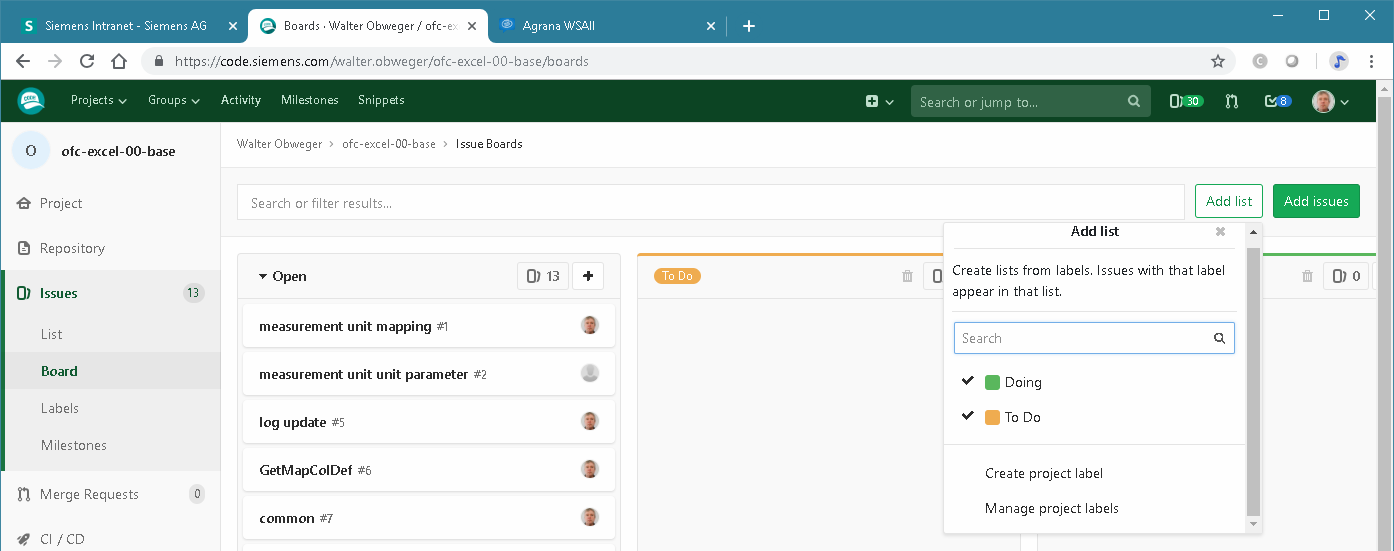 Siemens Intranet - Siemens AG
Boards · Walter Obweger / ofc-ex
Agrana WSAll
https://code.siemens.com/walter.obweger/ofc-excel-00-base/boards
Projects Groups Activity Milestones Snippets Search or jump to... 30 8
O ofc-excel-00-base
Walter Obweger > ofc-excel-00-base > Issue Boards
Project
Repository
Issues 13
List
Board
Labels
Milestones
Merge Requests 0
CI / CD
Search or filter results...
Add list
Add issues
Open 13
measurement unit mapping #1
measurement unit unit parameter #2
log update #5
GetMapColDef #6
common #7
To Do
0
Add list
Create lists from labels. Issues with that label
appear in that list.
Search
Doing
To Do
Create project label
Manage project labels